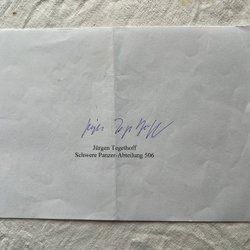 Jürgen Tegethoff
Schwere Panzer-Abteilung 506